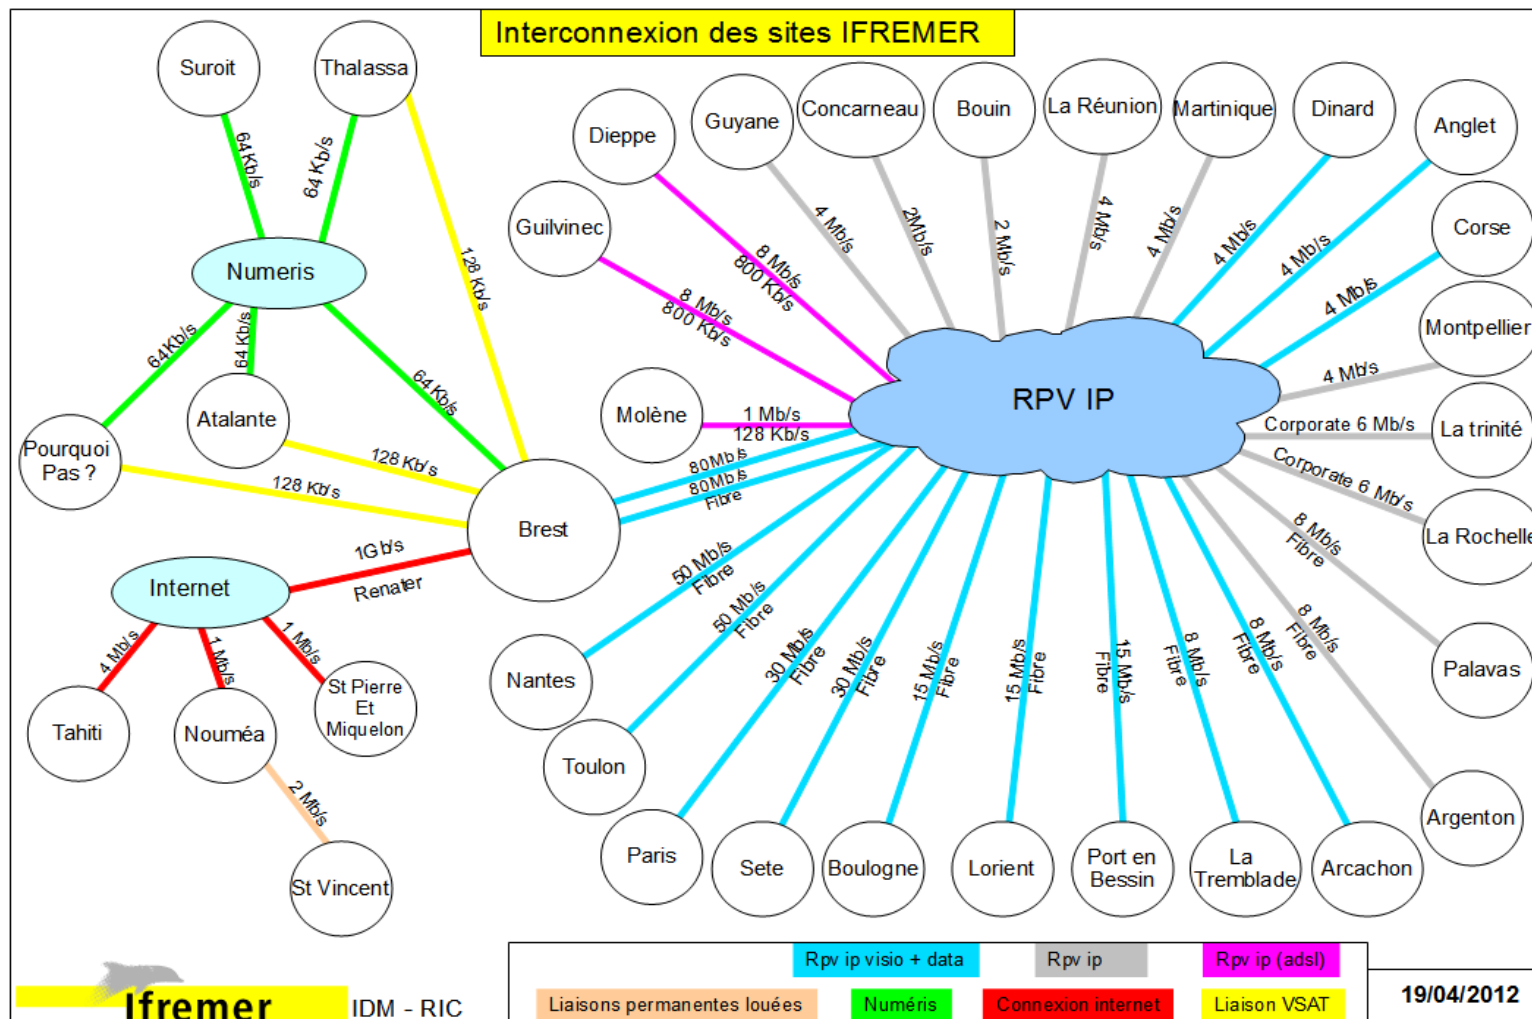 Interconnexion des sites IFREMER
Suroit
Thalassa
64Kb/s
64 Kb/s
128 Kb/s
Numeris
64Kb/s
64 Kb/s
64Kb/s
Pourquoi
Pas ?
Atalante
128 Kb/s
128 Kb/s
Brest
1Gb/s
Renater
Internet
4 Mb/s
1 Mb/s
1 Mb/s
Tahiti
Nouméa
St Pierre
Et
Miquelon
2 Mb/s
St Vincent
Guilvinec
Dieppe
Guyane
Concarneau
Bouin
La Réunion
Martinique
Dinard
Anglet
Corse
Montpellier
La trinité
La Rochelle
Palavas
Argenton
8 Mb/s
800 Kb/s
8 Mb/s
800 Kb/s
4 Mb/s
2Mb/s
2 Mb/s
4 Mb/s
4 Mb/s
4 Mb/s
4 Mb/s
4 Mb/s
4 Mb/s
Corporate 6 Mb/s
Corporate 6 Mb/s
8 Mb/s
Fibre
8 Mb/s
Fibre
RPV IP
Molène
1 Mb/s
128 Kb/s
80Mb/s
80Mb/s
Fibre
50 Mb/s
Fibre
50 Mb/s
Fibre
30 Mb/s
Fibre
30 Mb/s
Fibre
15 Mb/s
Fibre
15 Mb/s
Fibre
15 Mb/s
Fibre
8 Mb/s
Fibre
8 Mb/s
Fibre
Nantes
Toulon
Paris
Sete
Boulogne
Lorient
Port en
Bessin
La
Tremblade
Arcachon
Rpv ip visio + data
Rpv ip
Rpv ip (adsl)
Liaisons permanentes louées
Numéris
Connexion internet
Liaison VSAT
19/04/2012
Ifremer
IDM - RIC